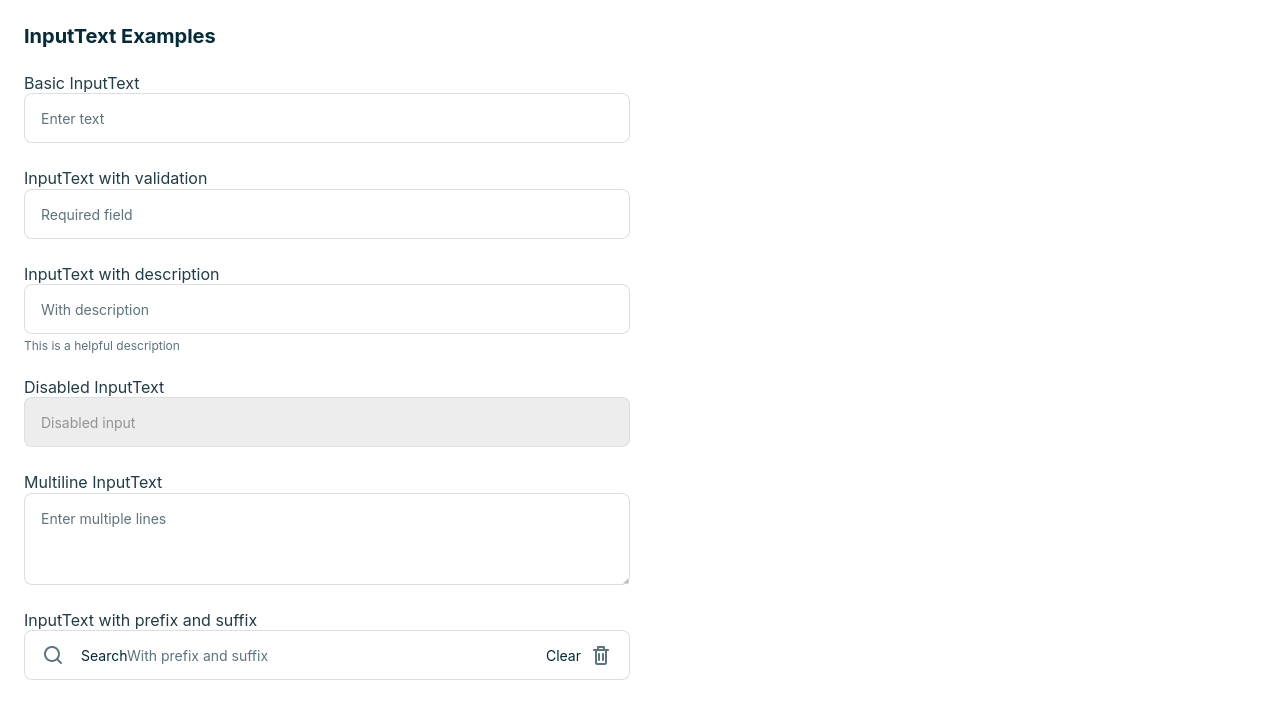 InputText Examples
Basic InputText
Enter text
InputText with validation
Required field
InputText with description
With description
This is a helpful description
Disabled InputText
Disabled input
Multiline InputText
Enter multiple lines
InputText with prefix and suffix
SearchWith prefix and suffix Clear